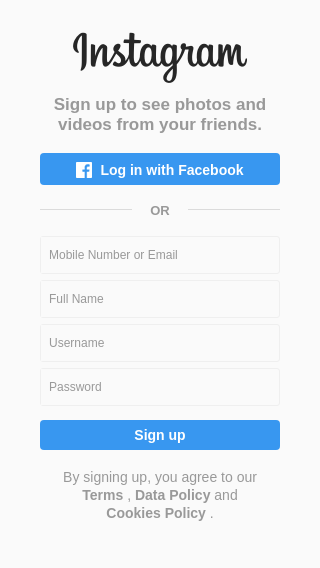 Instagram
Sign up to see photos and
videos from your friends.
Log in with Facebook
OR
Mobile Number or Email
Full Name
Username
Password
Sign up
By signing up, you agree to our
Terms , Data Policy and
Cookies Policy .